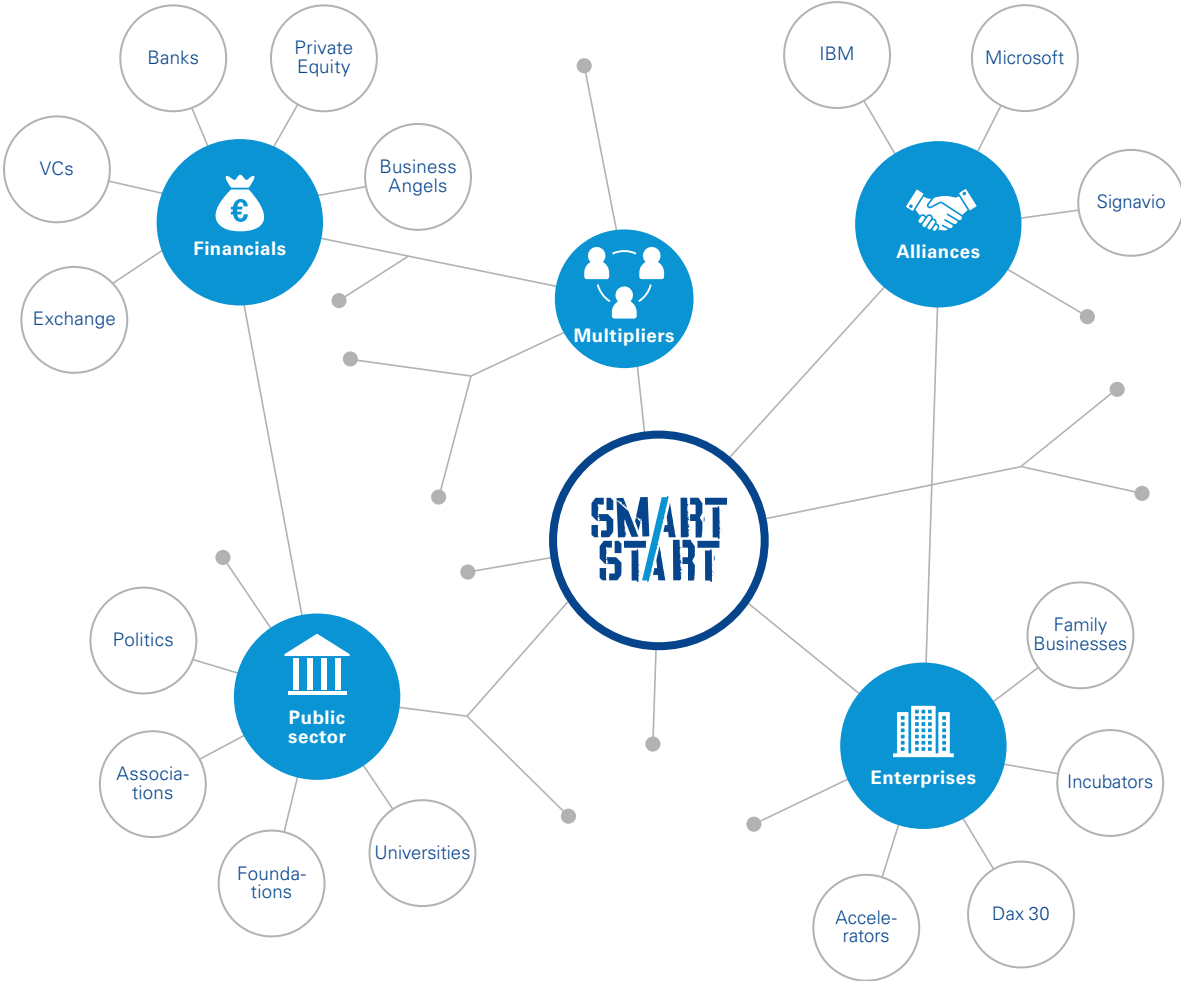 Banks
Private
Equity
VCs
Business
Angels
Exchange
€
Financials
Multipliers
IBM
Microsoft
Signavio
Alliances
SMART
START
Politics
Associa-
tions
Founda-
tions
Universities
Public
sector
Family
Businesses
Incubators
Dax 30
Accele-
rators
Enterprises